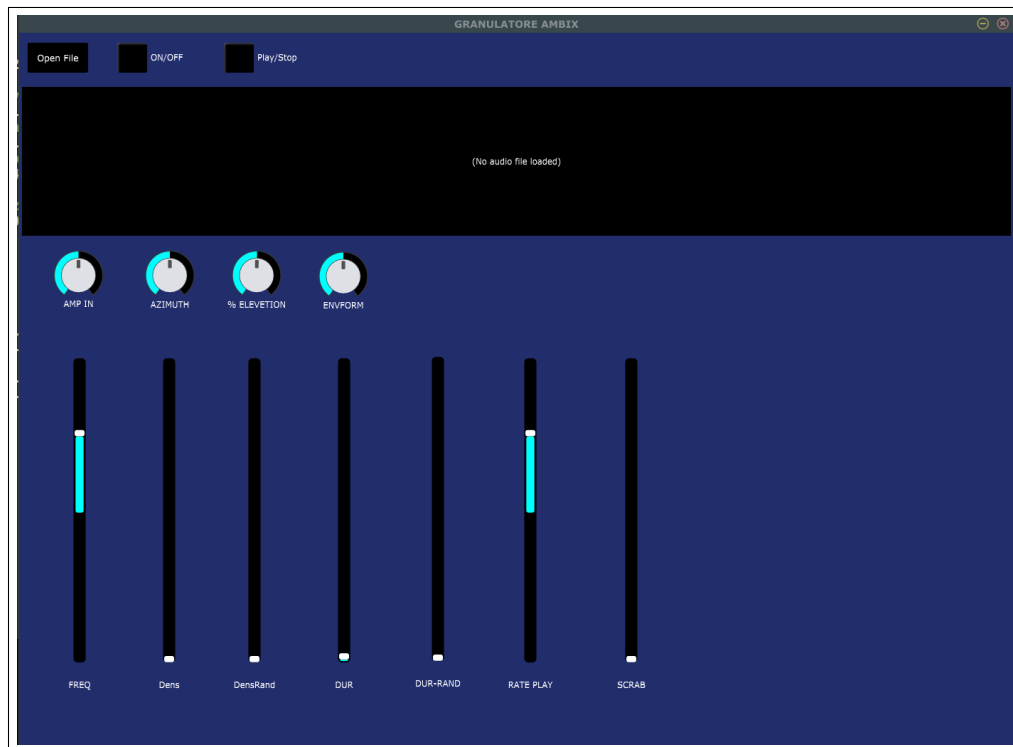 GRANULATORE AMBIX
Open File
ON/OFF
Play/Stop
(No audio file loaded)
AMP IN
AZIMUTH
% ELEVETION
ENVFORM
FREQ
Dens
DensRand
DUR
DUR-RAND
RATE PLAY
SCRAB